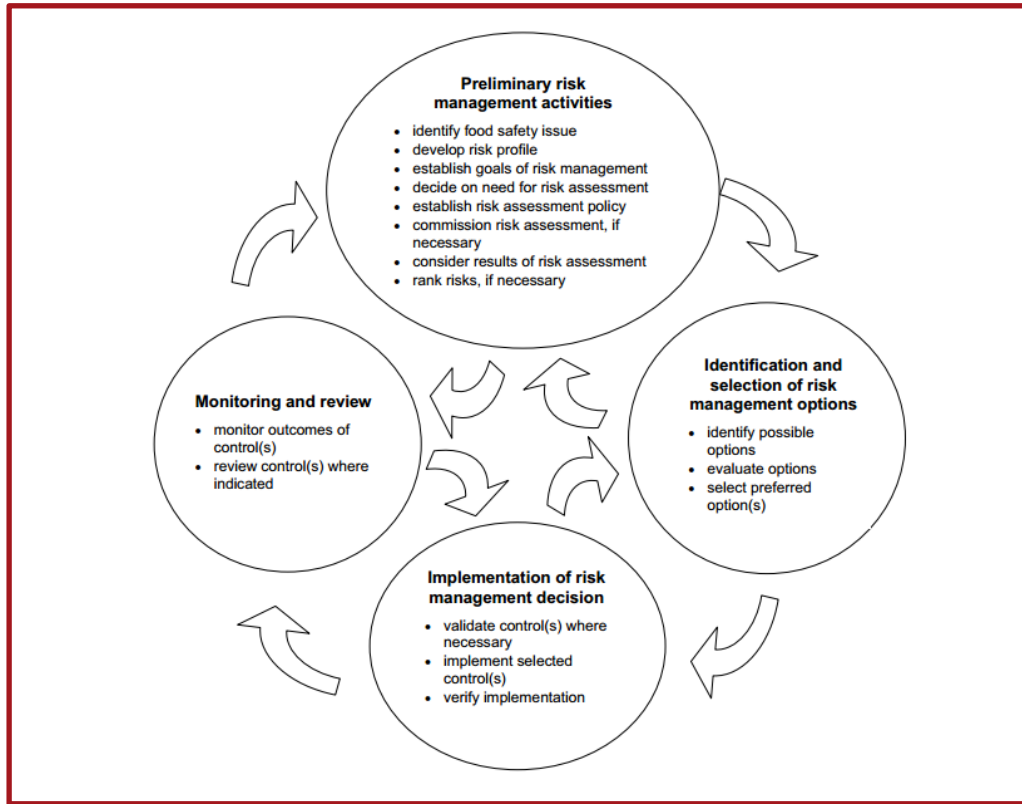 Preliminary risk
management activities
• identify food safety issue
• develop risk profile
• establish goals of risk management
• decide on need for risk assessment
• establish risk assessment policy
• commission risk assessment, if
necessary
• consider results of risk assessment
• rank risks, if necessary
Identification and
selection of risk
management options
• identify possible
options
• evaluate options
• select preferred
option(s)
Implementation of risk
management decision
• validate control(s) where
necessary
• implement selected
control(s)
• verify implementation
Monitoring and review
• monitor outcomes of
control(s)
• review control(s) where
indicated